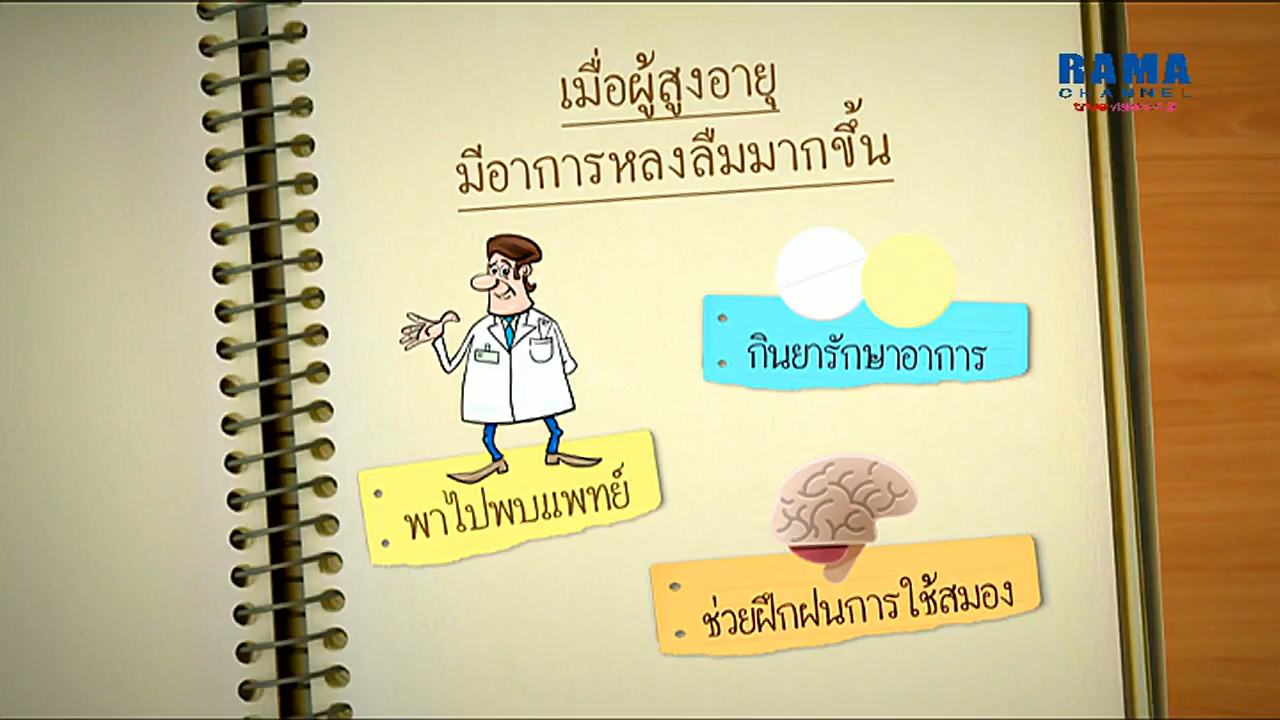 เมื่อผู้สูงอายุ
มีอาการหลงลืมมากขึ้น
RAMA
CHANNEL
กินยารักษาอาการ
พาไปพบแพทย์
ช่วยฝึกฝนการใช้สมอง